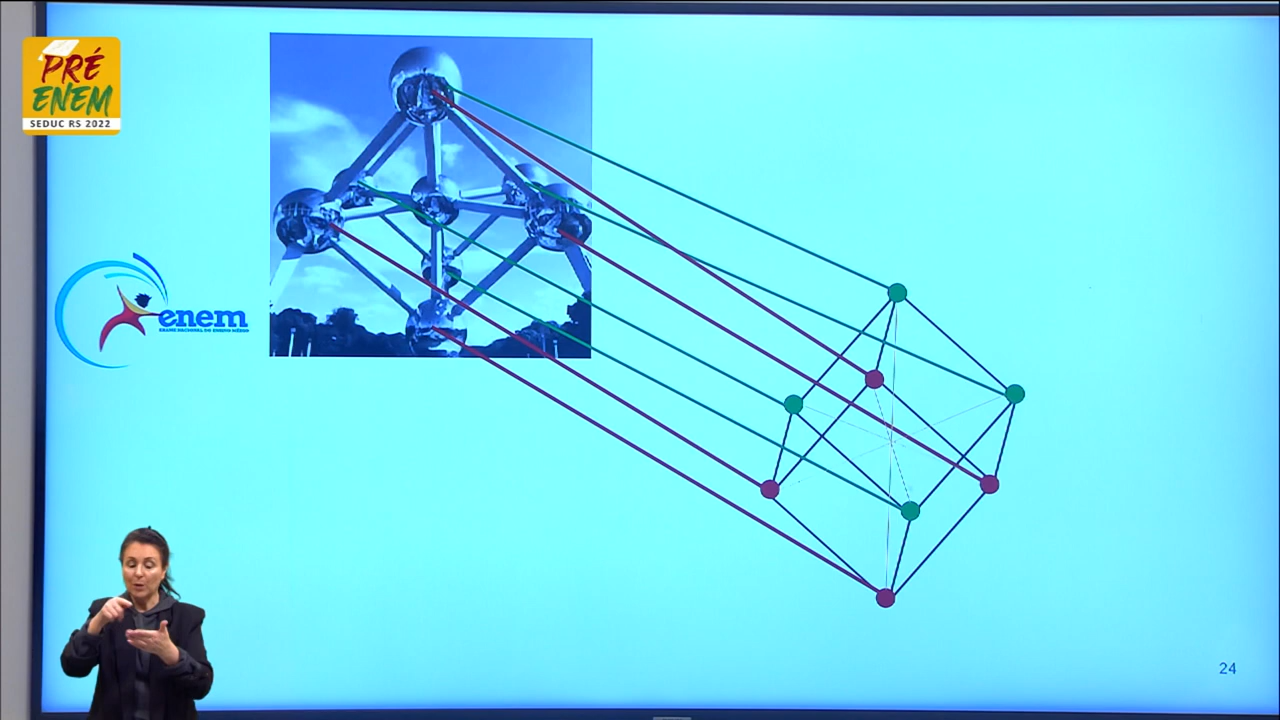 PRÉ
ENEM
SEDUC RS 2022
enem
EXAME NACIONAL DO ENSINO MÉDIO
24